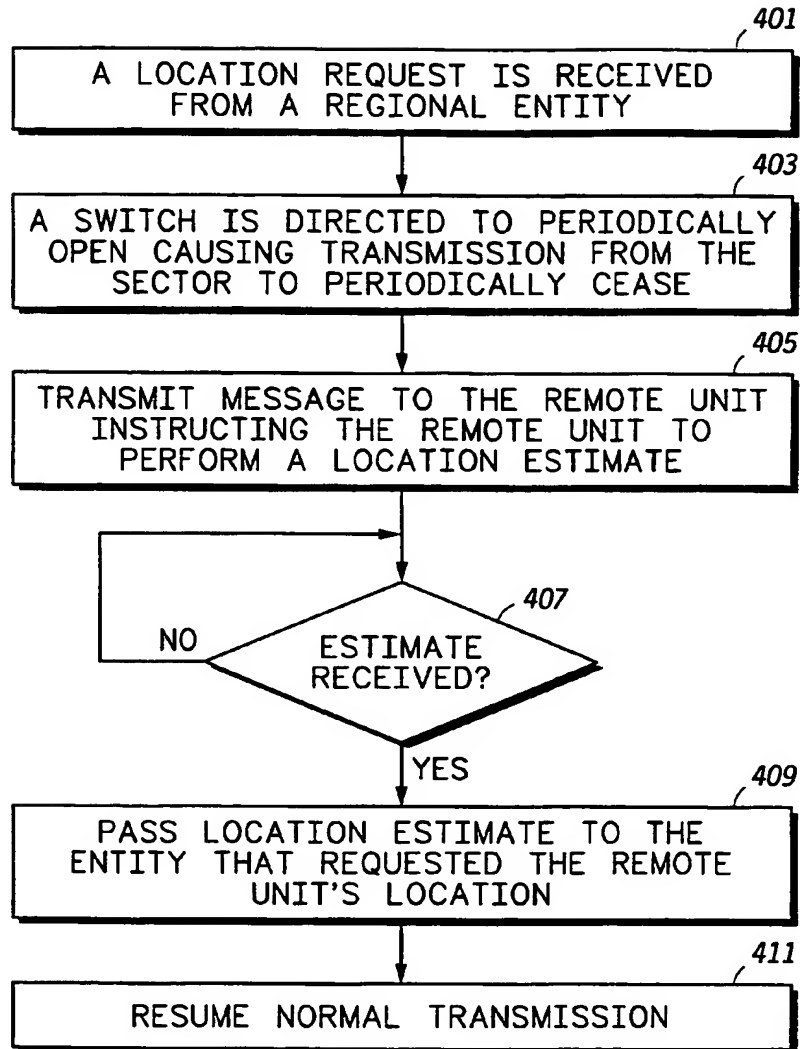 401
A LOCATION REQUEST IS RECEIVED
FROM A REGIONAL ENTITY
403
A SWITCH IS DIRECTED TO PERIODICALLY
OPEN CAUSING TRANSMISSION FROM THE
SECTOR TO PERIODICALLY CEASE
405
TRANSMIT MESSAGE TO THE REMOTE UNIT
INSTRUCTING THE REMOTE UNIT TO
PERFORM A LOCATION ESTIMATE
407
NO
ESTIMATE
RECEIVED?
YES
409
PASS LOCATION ESTIMATE TO THE
ENTITY THAT REQUESTED THE REMOTE
UNIT'S LOCATION
411
RESUME NORMAL TRANSMISSION